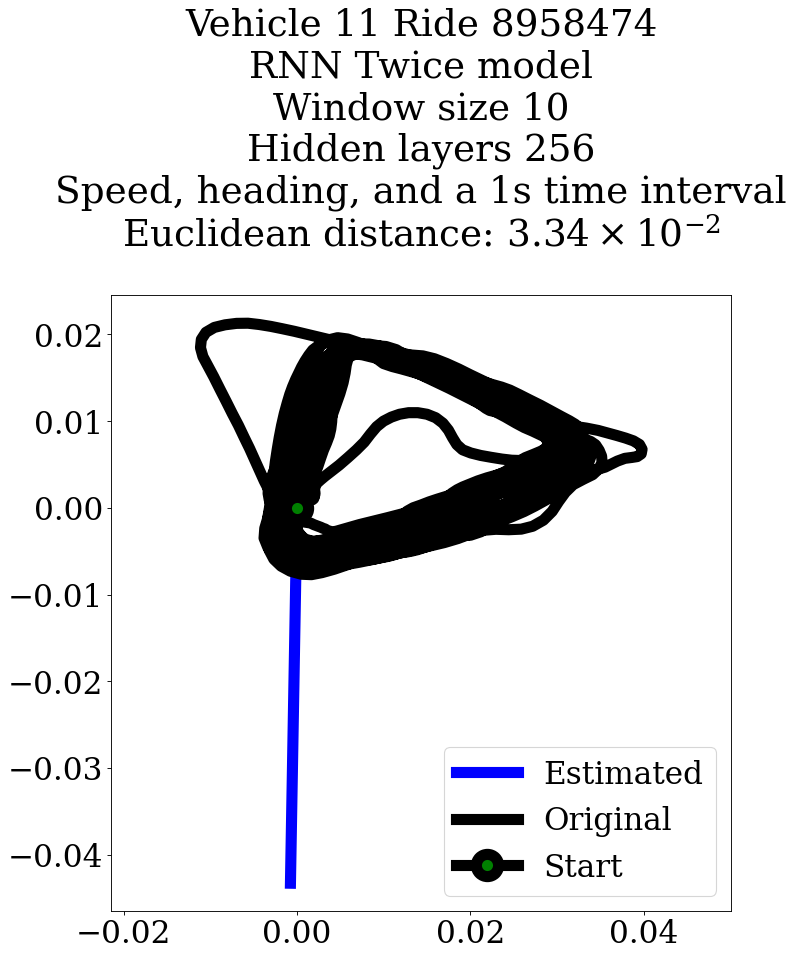 Vehicle 11 Ride 8958474
RNN Twice model
Window size 10
Hidden layers 256
Speed, heading, and a 1s time interval
Euclidean distance: 3.34 × 10⁻²
0.02
0.01
0.00
−0.01
−0.02
−0.03
−0.04
Estimated
Original
Start
−0.02 0.00 0.02 0.04